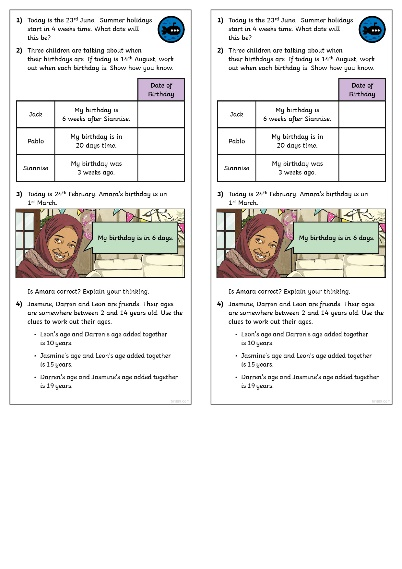 1) Today is the 23rd June. Summer holidays
start in 4 weeks time. What date will
this be?
2) Three children are talking about when
their birthdays are. If today is 14th August, work
out when each birthday is. Show how you know.
Date of
Birthday
Jack
My birthday is
6 weeks after Siannise.
Pablo
My birthday is in
20 days time.
Siannise
My birthday was
3 weeks ago.
3) Today is 24th February. Amara's birthday is on
1st March.
My birthday is in 6 days.
Is Amara correct? Explain your thinking.
4) Jasmine, Darren and Leon are friends. Their ages
are somewhere between 2 and 14 years old. Use the
clues to work out their ages.
• Leon's age and Darren's age added together
is 10 years.
• Jasmine's age and Leon's age added together
is 15 years.
• Darren's age and Jasmine's age added together
is 19 years.
1) Today is the 23rd June. Summer holidays
start in 4 weeks time. What date will
this be?
2) Three children are talking about when
their birthdays are. If today is 14th August, work
out when each birthday is. Show how you know.
Date of
Birthday
Jack
My birthday is
6 weeks after Siannise.
Pablo
My birthday is in
20 days time.
Siannise
My birthday was
3 weeks ago.
3) Today is 24th February. Amara's birthday is on
1st March.
My birthday is in 6 days.
Is Amara correct? Explain your thinking.
4) Jasmine, Darren and Leon are friends. Their ages
are somewhere between 2 and 14 years old. Use the
clues to work out their ages.
• Leon's age and Darren's age added together
is 10 years.
• Jasmine's age and Leon's age added together
is 15 years.
• Darren's age and Jasmine's age added together
is 19 years.